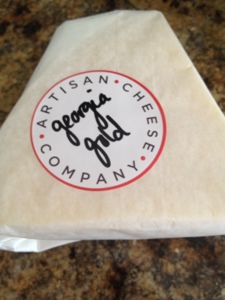 ARTISAN • CHEESE • COMPANY •
georgia
gold